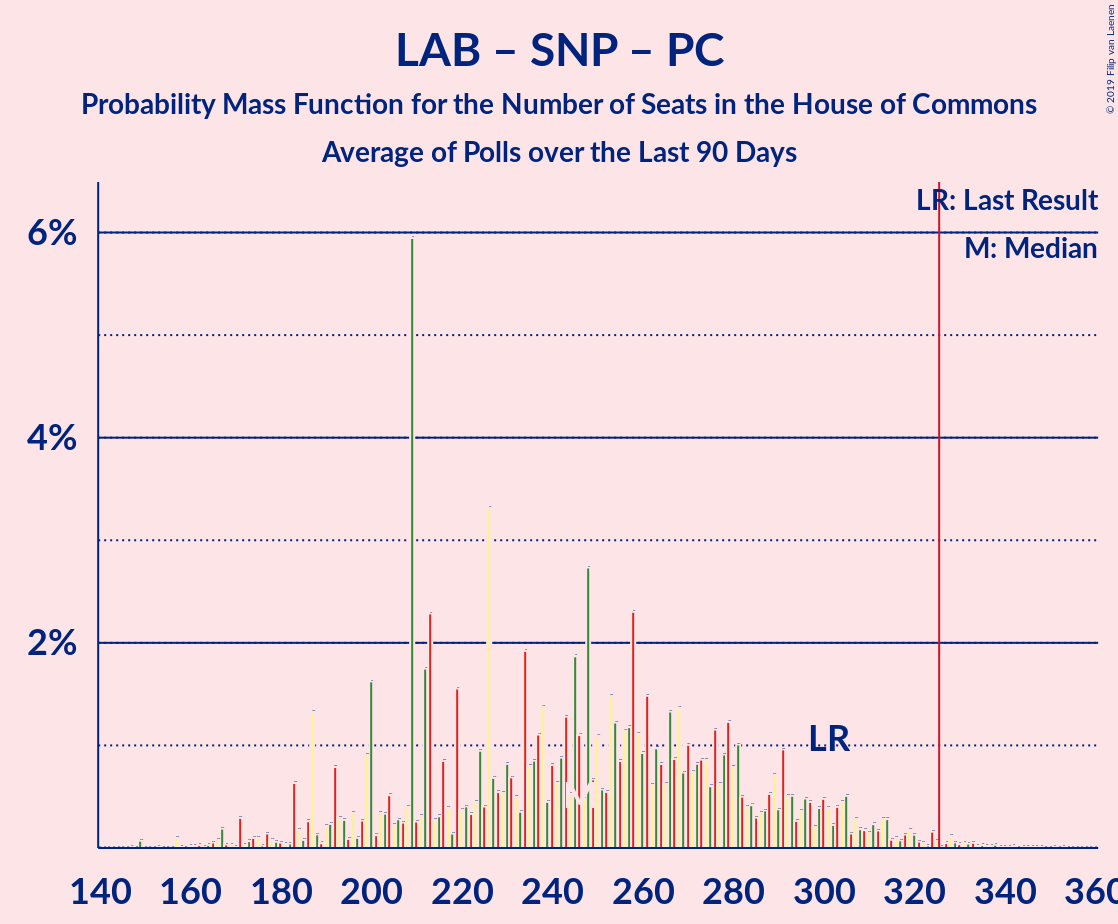 LAB – SNP – PC
Probability Mass Function for the Number of Seats in the House of Commons
Average of Polls over the Last 90 Days
© 2019 Filip van Laenen
LR: Last Result
M: Median
6%
4%
2%
LR
140 160 180 200 220 240 260 280 300 320 340 360